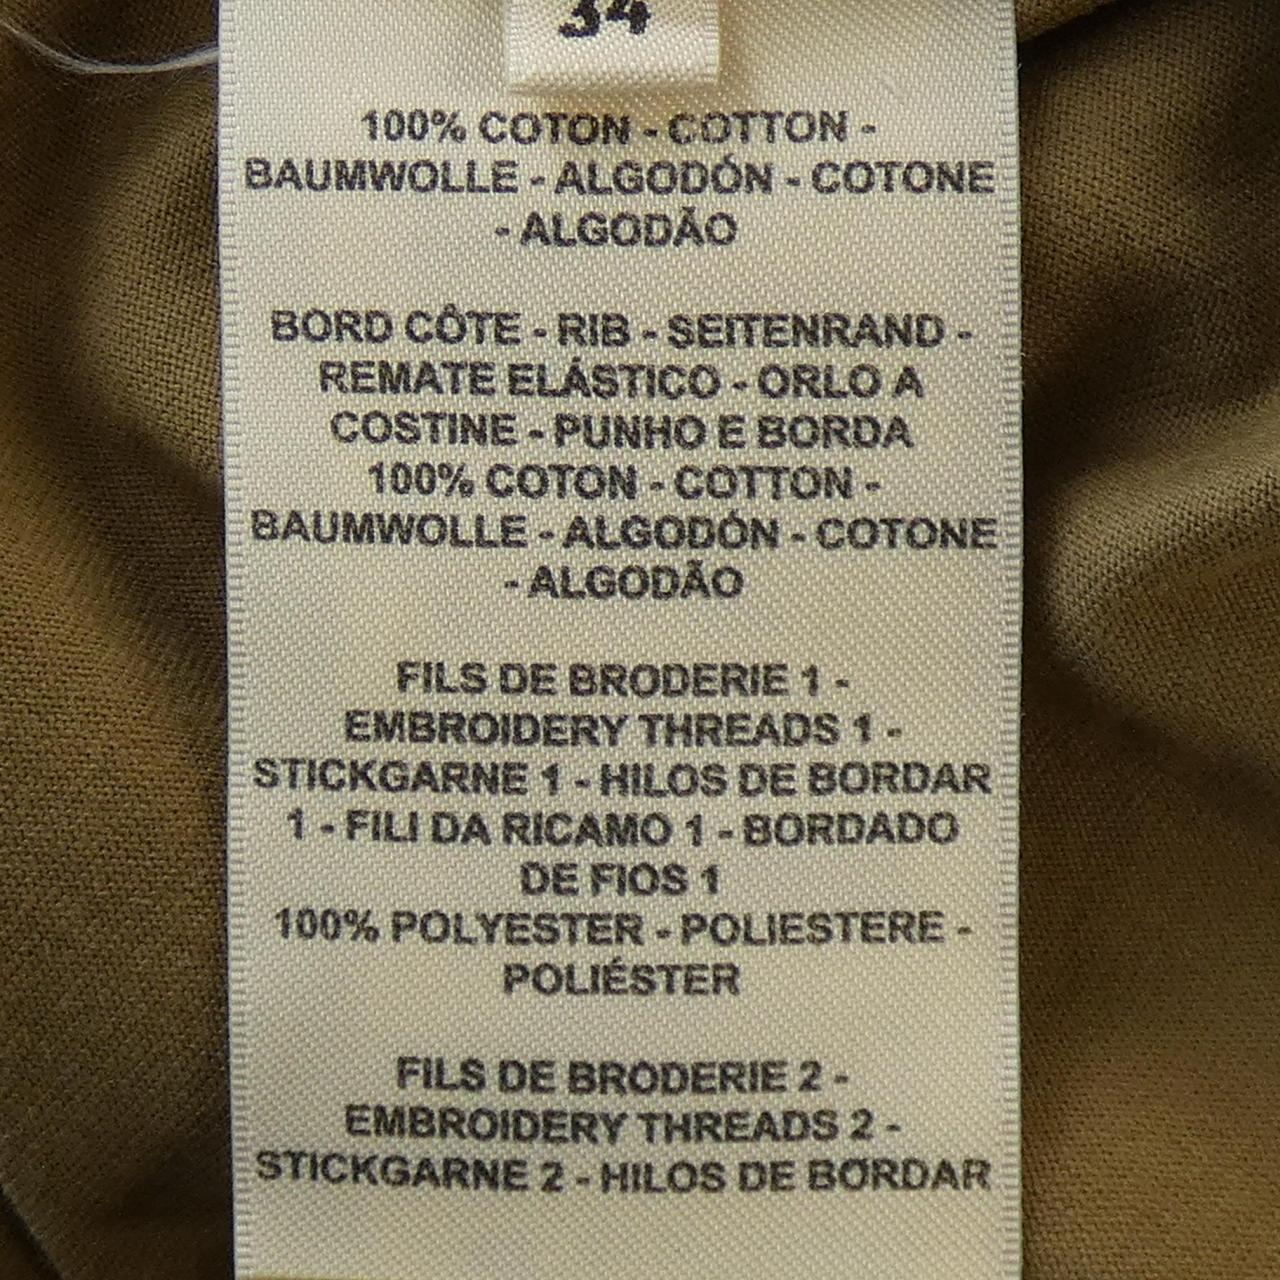 34
100% COTON - COTTON -
BAUMWOLLE - ALGODÓN - COTONE
- ALGODÃO
BORD CÔTE - RIB - SEITENRAND -
REMATE ELÁSTICO - ORLO A
COSTINE - PUNHO E BORDA
100% COTON - COTTON -
BAUMWOLLE - ALGODÓN - COTONE
- ALGODÃO
FILS DE BRODERIE 1 -
EMBROIDERY THREADS 1 -
STICKGARNE 1 - HILOS DE BORDAR
1 - FILI DA RICAMO 1 - BORDADO
DE FIOS 1
100% POLYESTER - POLIESTERE -
POLIÉSTER
FILS DE BRODERIE 2 -
EMBROIDERY THREADS 2 -
STICKGARNE 2 - HILOS DE BORDAR